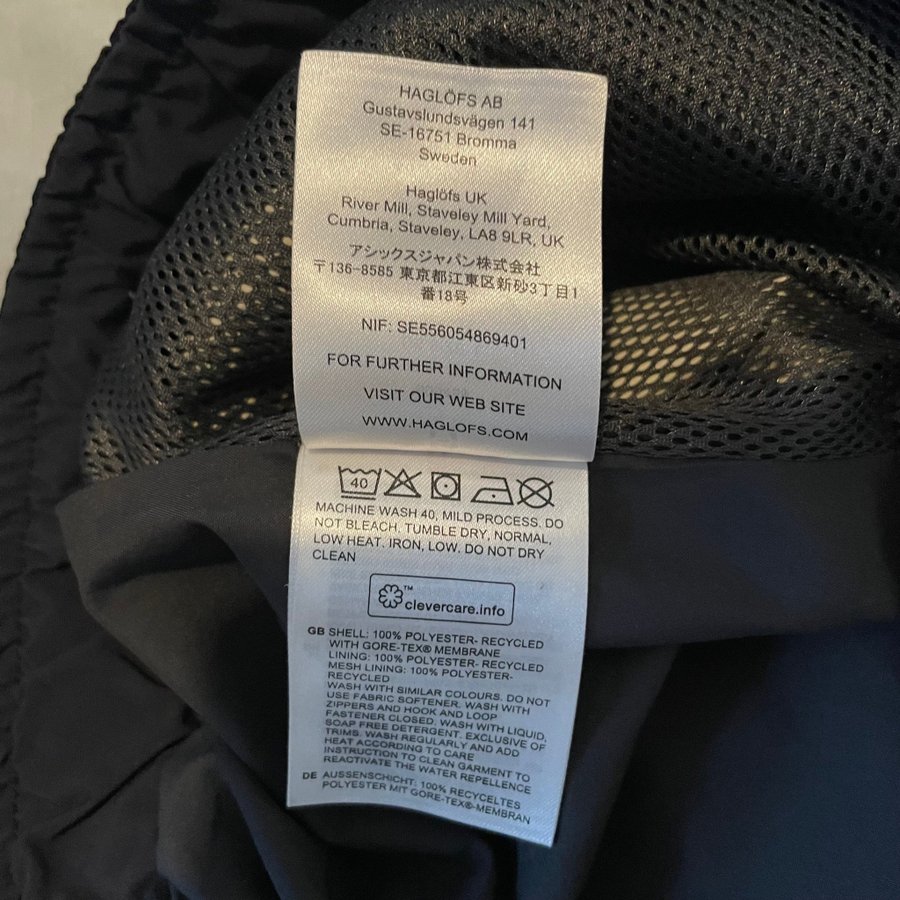 HAGLÖFS AB
Gustavslundsvägen 141
SE-16751 Bromma
Sweden
Haglöfs UK
River Mill, Staveley Mill Yard,
Cumbria, Staveley, LA8 9LR, UK
アシックスジャパン株式会社
〒136-8585 東京都江東区新砂3丁目1
番18号
NIF: SE556054869401
FOR FURTHER INFORMATION
VISIT OUR WEB SITE
WWW.HAGLOFS.COM
40
MACHINE WASH 40, MILD PROCESS. DO
NOT BLEACH. TUMBLE DRY, NORMAL,
LOW HEAT. IRON, LOW. DO NOT DRY
CLEAN
™
clevercare.info
GB SHELL: 100% POLYESTER- RECYCLED
WITH GORE-TEX® MEMBRANE
LINING: 100% POLYESTER- RECYCLED
MESH LINING: 100% POLYESTER-
RECYCLED
WASH WITH SIMILAR COLOURS. DO NOT
USE FABRIC SOFTENER. WASH WITH
ZIPPERS AND HOOK AND LOOP
FASTENER CLOSED. WASH WITH LIQUID,
SOAP FREE DETERGENT. EXCLUSIVE OF
TRIMS. WASH REGULARLY AND ADD
HEAT ACCORDING TO CARE
INSTRUCTION TO CLEAN GARMENT TO
REACTIVATE THE WATER REPELLENCE
DE AUSSENSCHICHT: 100% RECYCELTES
POLYESTER MIT GORE-TEX®-MEMBRAN